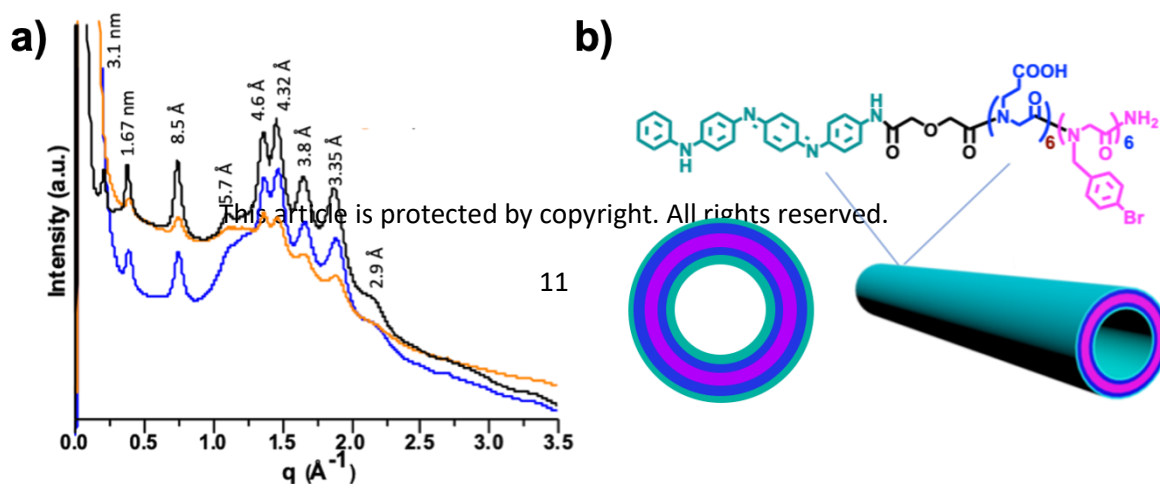 a)
Intensity (a.u.)
3.1 nm
1.67 nm
8.5 Å
5.7 Å
4.6 Å
4.32 Å
3.8 Å
3.35 Å
2.9 Å
0.0 0.5 1.0 1.5 2.0 2.5 3.0 3.5
q (Å⁻¹)
This article is protected by copyright. All rights reserved.
11
b)
COOH
N
N
H
N
O
O
O
N
O
6
N
O
6
NH₂
N
H
Br